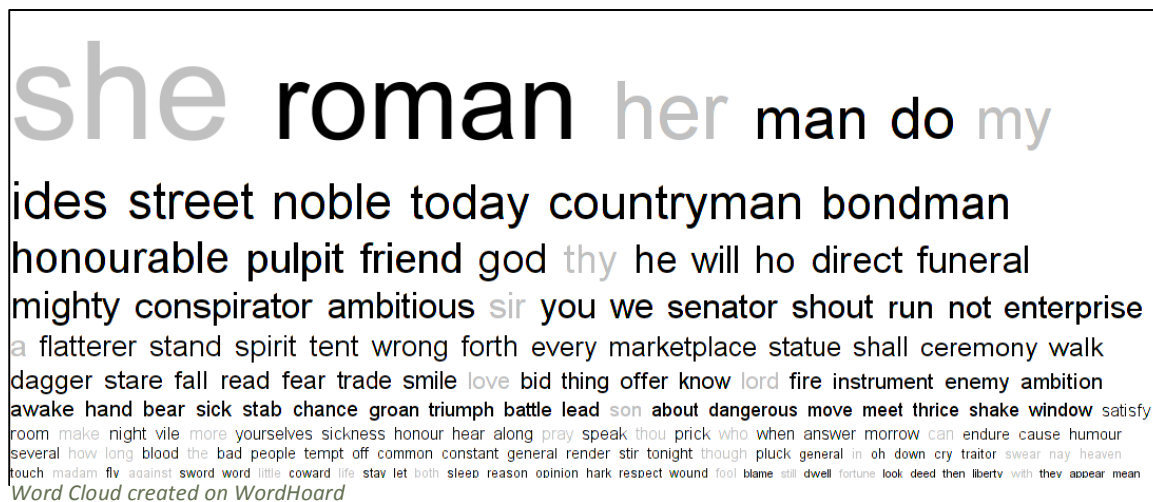 she roman her man do my
ides street noble today countryman bondman
honourable pulpit friend god thy he will ho direct funeral
mighty conspirator ambitious sir you we senator shout run not enterprise
a flatterer stand spirit tent wrong forth every marketplace statue shall ceremony walk
dagger stare fall read fear trade smile love bid thing offer know lord fire instrument enemy ambition
awake hand bear sick stab chance groan triumph battle lead son about dangerous move meet thrice shake window satisfy
room make night vile more yourselves sickness honour hear along pray speak thou prick who when answer morrow can endure cause humour
several how long blood the bad people tempt off common constant general render stir tonight though pluck general in oh down cry traitor swear nay heaven
touch madam fly against sword word little coward life stay let both sleep reason opinion hark respect wound fool blame still dwell fortune look deed then liberty with they appear mean
Word Cloud created on WordHoard